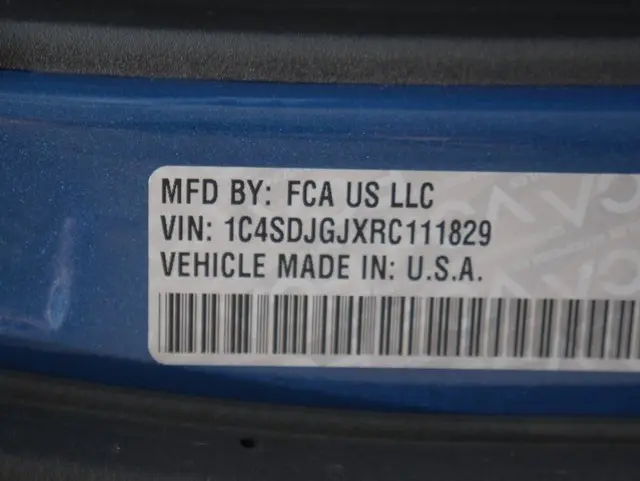 MFD BY: FCA US LLC
VIN: 1C4SDJGJXRC111829
VEHICLE MADE IN: U.S.A.